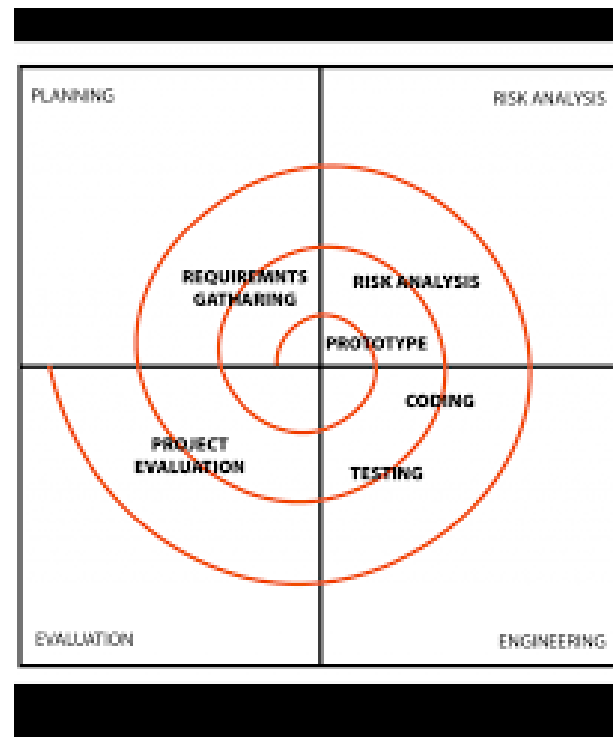 PLANNING
RISK ANALYSIS
REQUIREMNTS
GATHARING
RISK ANALYSIS
PROTOTYPE
CODING
PROJECT
EVALUATION
TESTING
EVALUATION
ENGINEERING